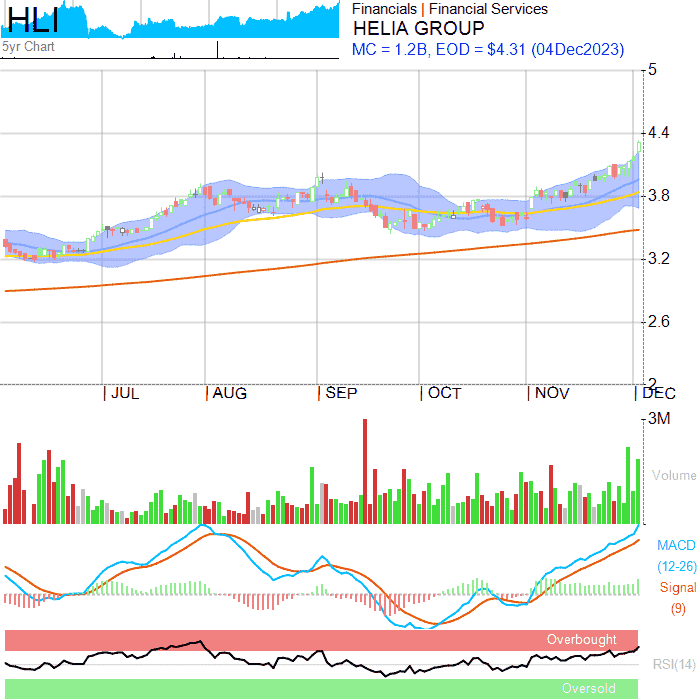 HLI
5yr Chart
Financials | Financial Services
HELIA GROUP
MC = 1.2B, EOD = $4.31 (04Dec2023)
5
4.4
3.8
3.2
2.6
2
JUL AUG SEP OCT NOV DEC
3M
Volume
MACD
(12-26)
Signal
(9)
Overbought
RSI(14)
Oversold